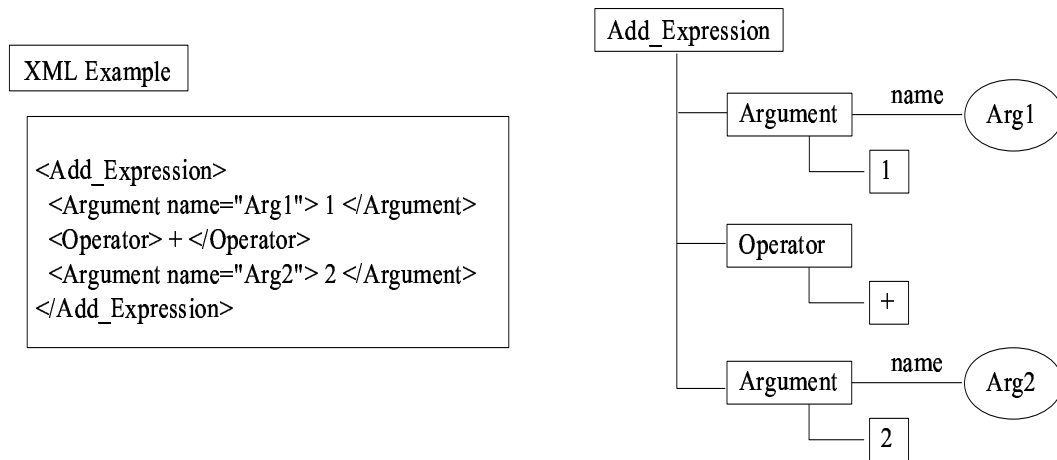 XML Example
<Add_Expression>
<Argument name="Arg1"> 1 </Argument>
<Operator> + </Operator>
<Argument name="Arg2"> 2 </Argument>
</Add_Expression>
Add_Expression
Argument name Arg1
1
Operator
+
Argument name Arg2
2